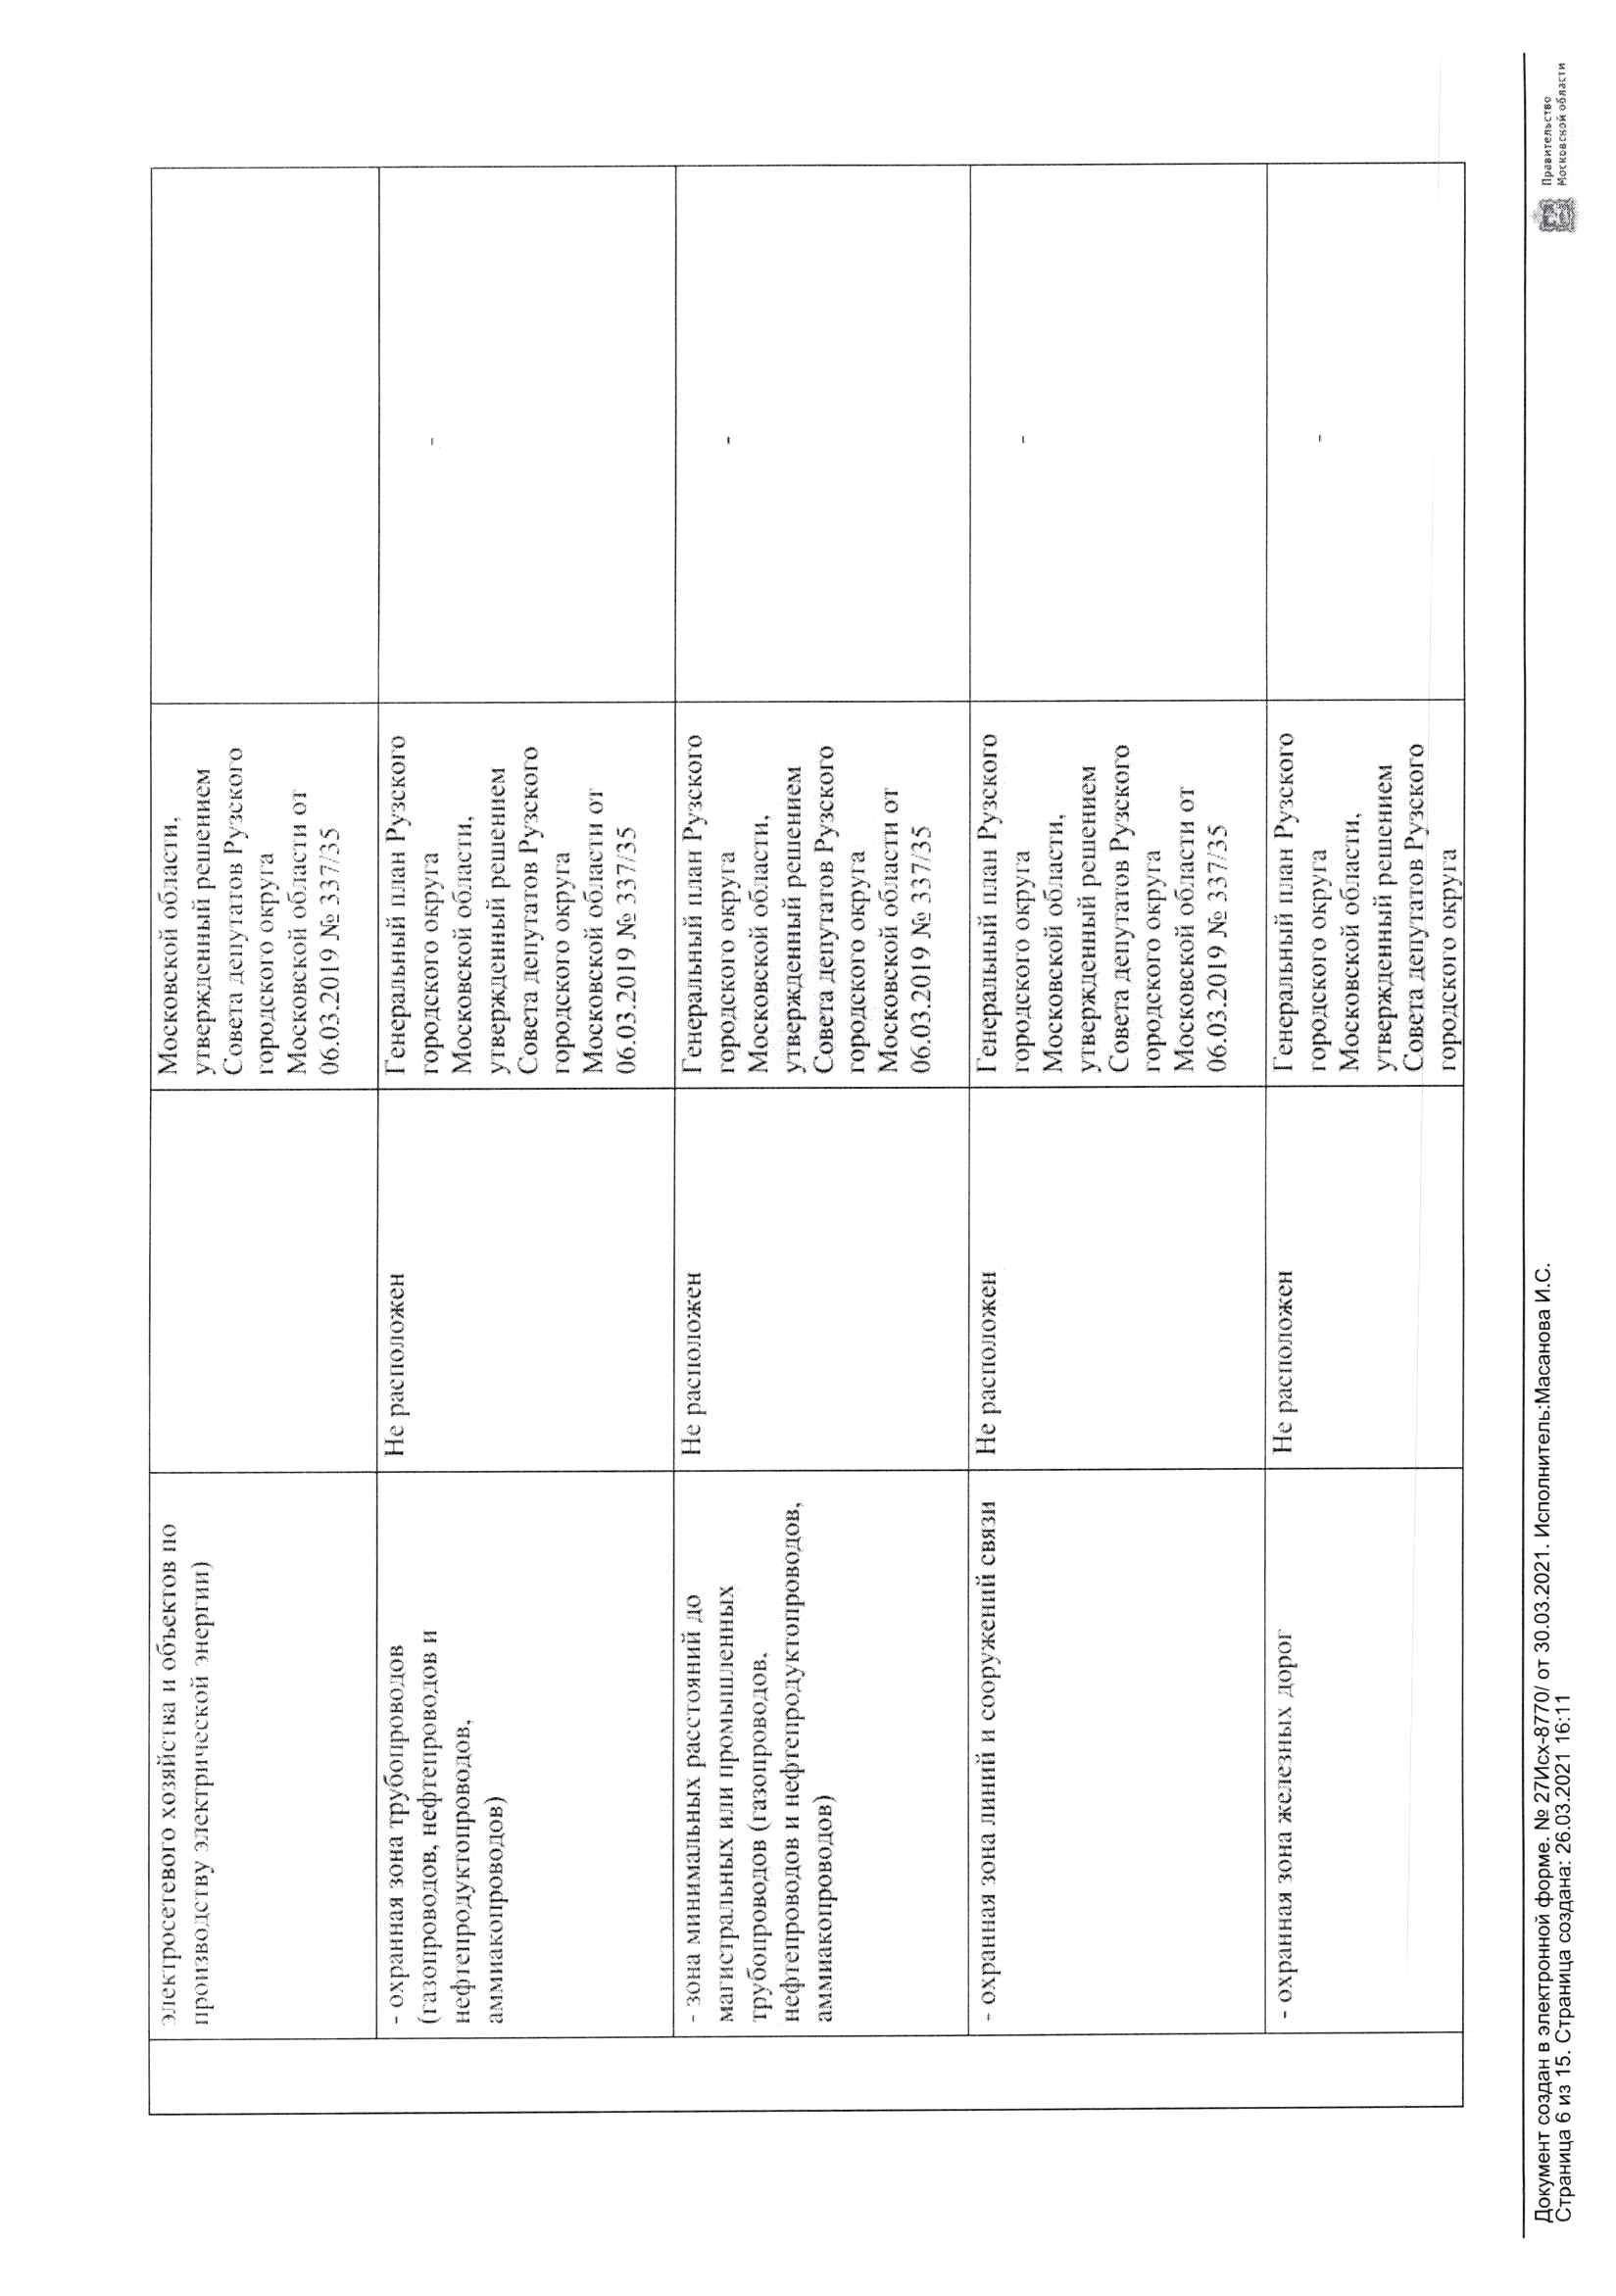 электросетевого хозяйства и объектов по
производству электрической энергии)
Московской области,
утвержденный решением
Совета депутатов Рузского
городского округа
Московской области от
06.03.2019 № 337/35
- охранная зона трубопроводов
(газопроводов, нефтепроводов и
нефтепродуктопроводов,
аммиакопроводов)
Не расположен
Генеральный план Рузского
городского округа
Московской области,
утвержденный решением
Совета депутатов Рузского
городского округа
Московской области от
06.03.2019 № 337/35
-
- зона минимальных расстояний до
магистральных или промышленных
трубопроводов (газопроводов,
нефтепроводов и нефтепродуктопроводов,
аммиакопроводов)
Не расположен
Генеральный план Рузского
городского округа
Московской области,
утвержденный решением
Совета депутатов Рузского
городского округа
Московской области от
06.03.2019 № 337/35
-
- охранная зона линий и сооружений связи
Не расположен
Генеральный план Рузского
городского округа
Московской области,
утвержденный решением
Совета депутатов Рузского
городского округа
Московской области от
06.03.2019 № 337/35
-
- охранная зона железных дорог
Не расположен
Генеральный план Рузского
городского округа
Московской области,
утвержденный решением
Совета депутатов Рузского
городского округа
-
Документ создан в электронной форме. № 27Исх-8770/ от 30.03.2021. Исполнитель:Масанова И.С.
Страница 6 из 15. Страница создана: 26.03.2021 16:11
Правительство
Московской области